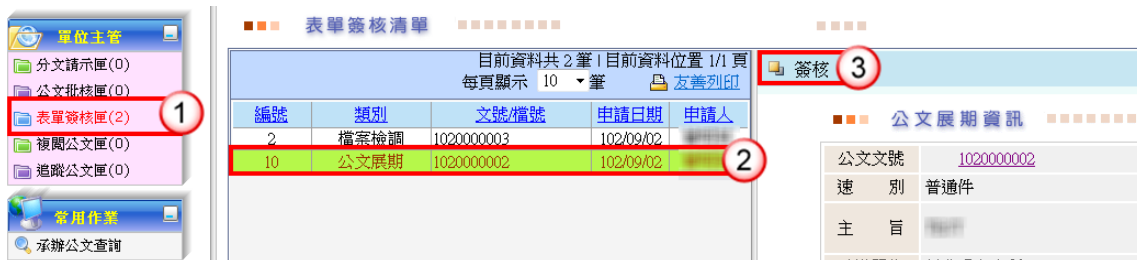 單位主管
分文請示匣(0)
公文批核匣(0)
表單簽核匣(2)
1
複閱公文匣(0)
追蹤公文匣(0)
常用作業
承辦公文查詢
表單簽核清單
目前資料共 2 筆 | 目前資料位置 1/1 頁
每頁顯示 10 筆 友善列印
編號 類別 文號/檔號 申請日期 申請人
2 檔案檢調 1020000003 102/09/02
10 公文展期 1020000002 102/09/02
2
簽核 3
公文展期資訊
公文文號 1020000002
速 別 普通件
主 旨